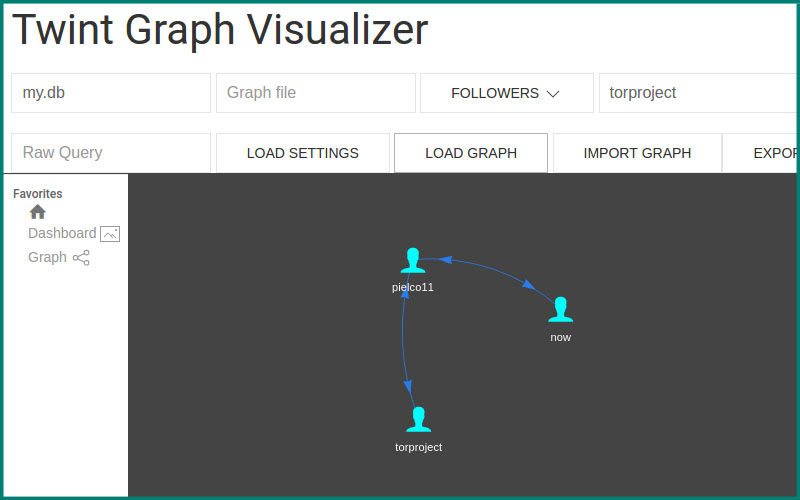 Twint Graph Visualizer
my.db
Graph file
FOLLOWERS
torproject
Raw Query
LOAD SETTINGS
LOAD GRAPH
IMPORT GRAPH
EXPOR
Favorites
Dashboard
Graph
pielco11
now
torproject